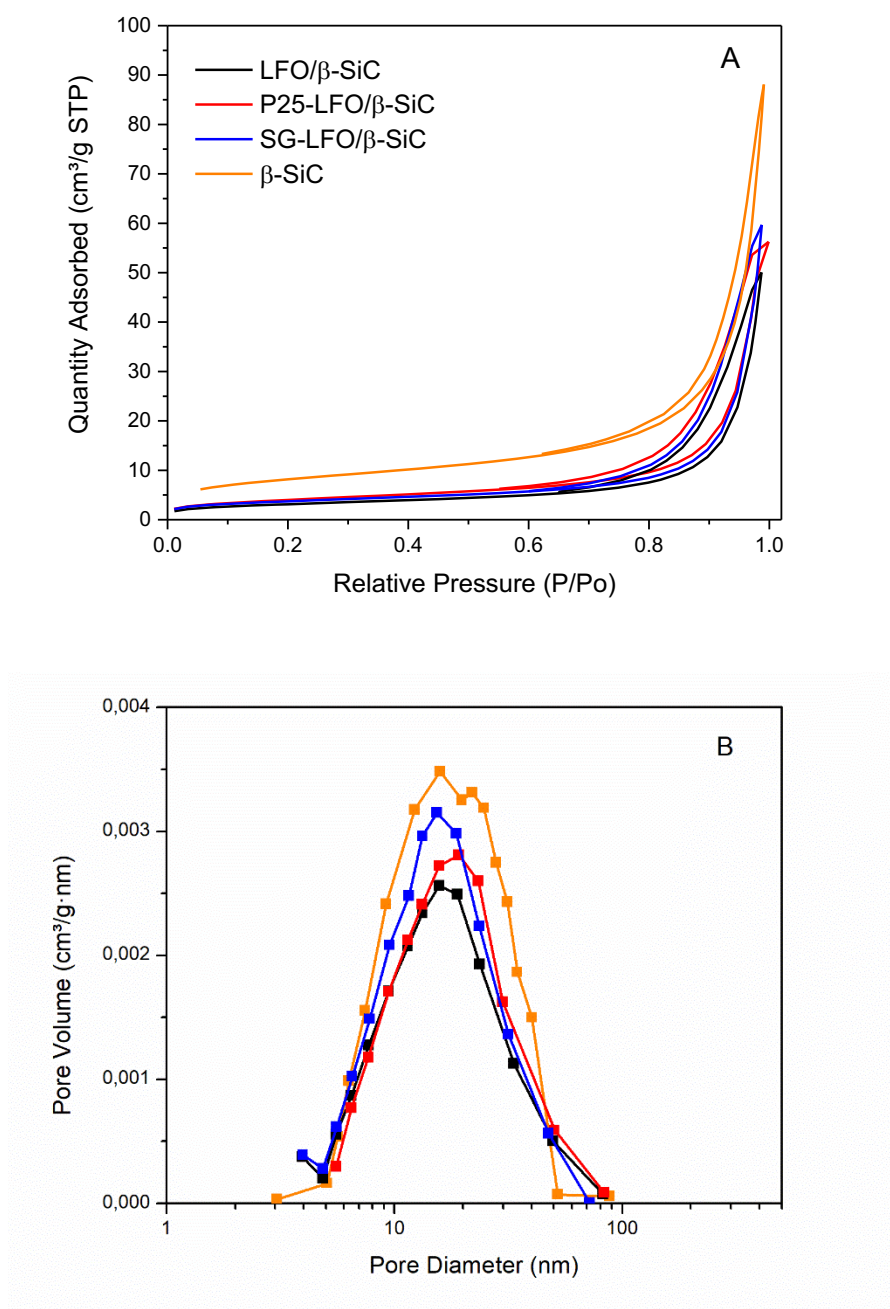 100
90
80
70
60
50
40
30
20
10
0
Quantity Adsorbed (cm³/g STP)
A
LFO/β-SiC
P25-LFO/β-SiC
SG-LFO/β-SiC
β-SiC
0.0 0.2 0.4 0.6 0.8 1.0
Relative Pressure (P/Po)
0,004
0,003
0,002
0,001
0,000
Pore Volume (cm³/g·nm)
B
1 10 100
Pore Diameter (nm)